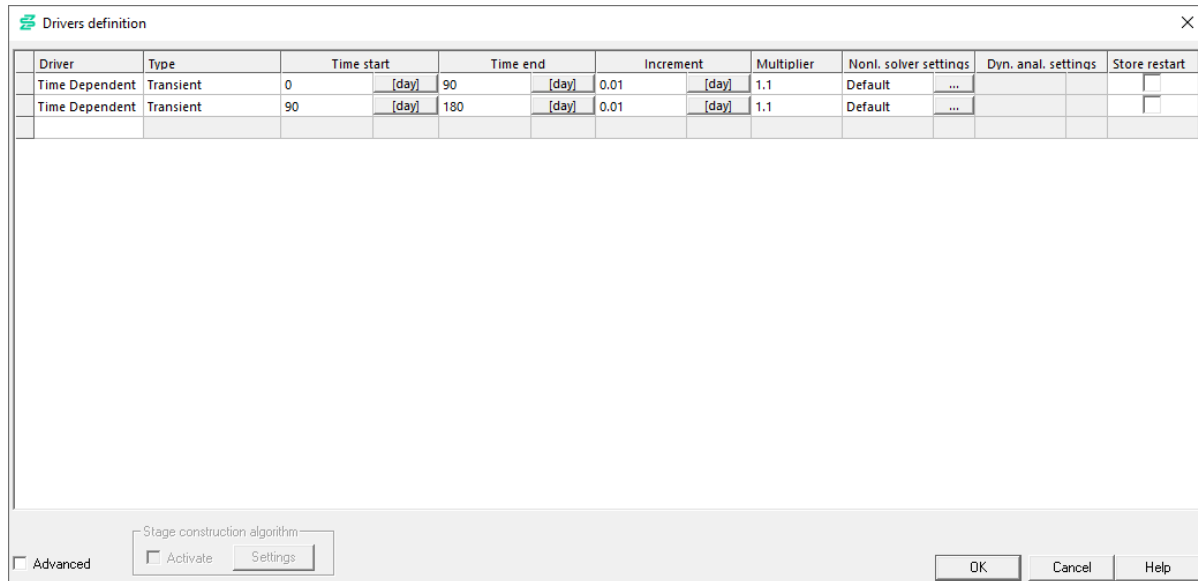 Drivers definition
Driver Type Time start Time end Increment Multiplier Nonl. solver settings Dyn. anal. settings Store restart
Time Dependent Transient 0 [day] 90 [day] 0.01 [day] 1.1 Default ...
Time Dependent Transient 90 [day] 180 [day] 0.01 [day] 1.1 Default ...
Stage construction algorithm
Advanced Activate Settings OK Cancel Help